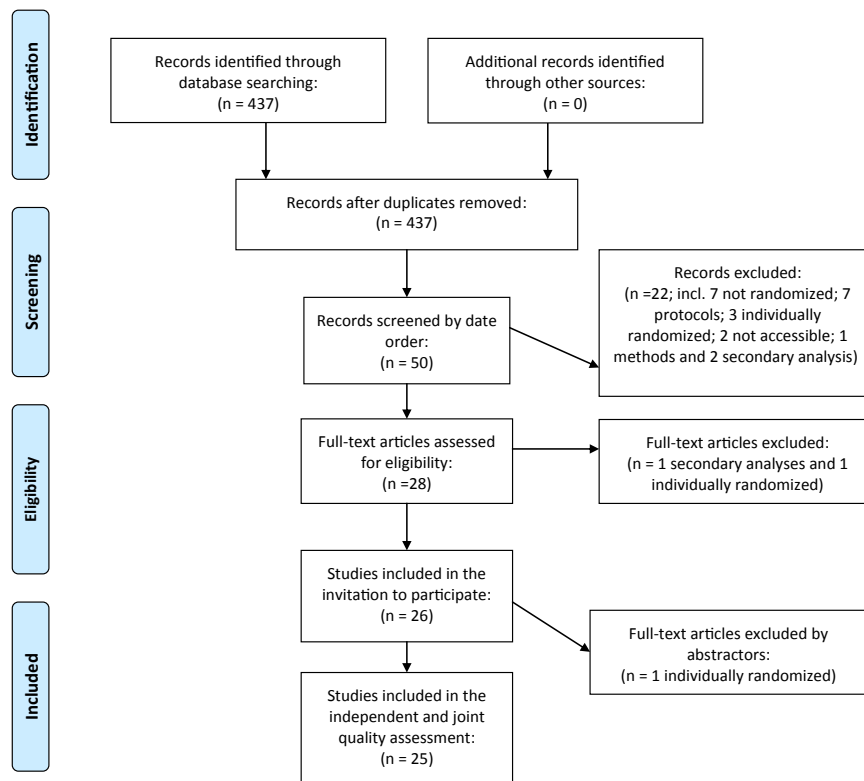 Identification
Records identified through
database searching:
(n = 437)
Additional records identified
through other sources:
(n = 0)
Records after duplicates removed:
(n = 437)
Screening
Records screened by date
order:
(n = 50)
Records excluded:
(n =22; incl. 7 not randomized; 7
protocols; 3 individually
randomized; 2 not accessible; 1
methods and 2 secondary analysis)
Eligibility
Full-text articles assessed
for eligibility:
(n =28)
Full-text articles excluded:
(n = 1 secondary analyses and 1
individually randomized)
Studies included in the
invitation to participate:
(n = 26)
Included
Full-text articles excluded by
abstractors:
(n = 1 individually randomized)
Studies included in the
independent and joint
quality assessment:
(n = 25)